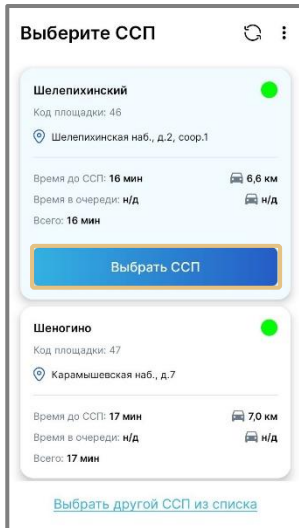 Выберите ССП
Шелепихинский
Код площадки: 46
Шелепихинская наб., д.2, соор.1
Время до ССП: 16 мин 6,6 км
Время в очереди: н/д н/д
Всего: 16 мин
Выбрать ССП
Шеногино
Код площадки: 47
Карамышевская наб., д.7
Время до ССП: 17 мин 7,0 км
Время в очереди: н/д н/д
Всего: 17 мин
Выбрать другой ССП из списка